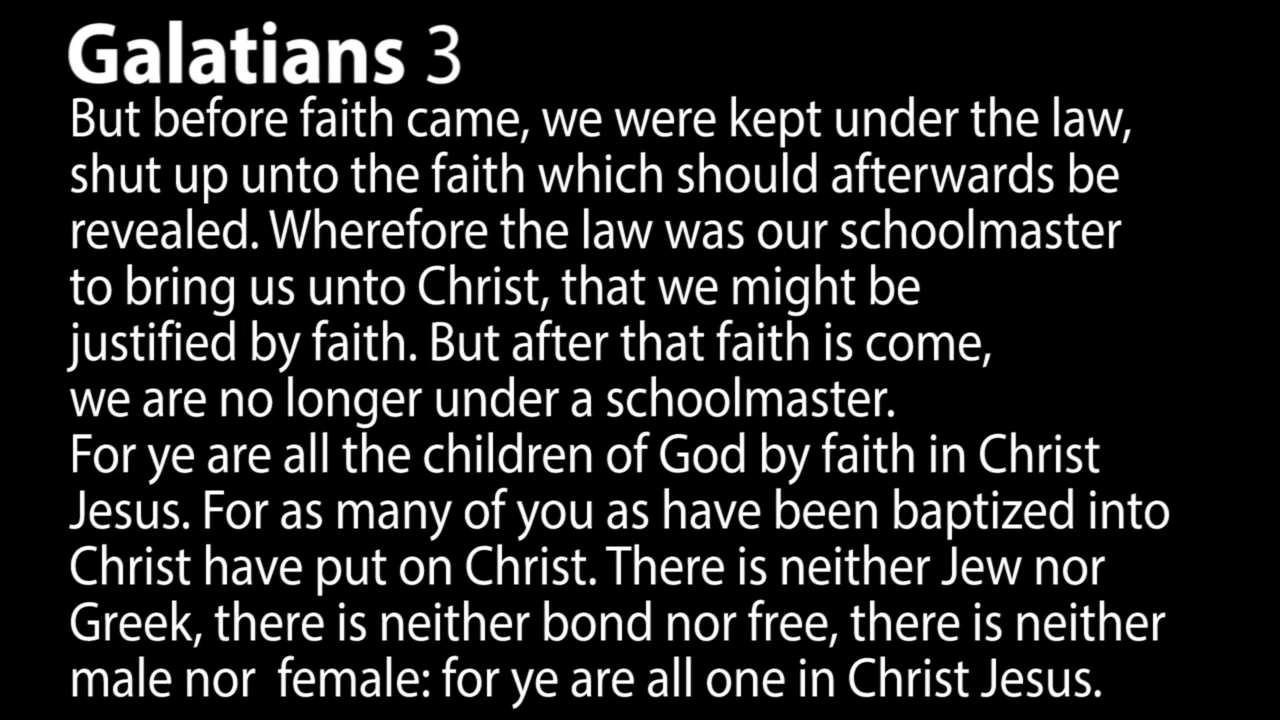 Galatians 3
But before faith came, we were kept under the law,
shut up unto the faith which should afterwards be
revealed. Wherefore the law was our schoolmaster
to bring us unto Christ, that we might be
justified by faith. But after that faith is come,
we are no longer under a schoolmaster.
For ye are all the children of God by faith in Christ
Jesus. For as many of you as have been baptized into
Christ have put on Christ. There is neither Jew nor
Greek, there is neither bond nor free, there is neither
male nor  female: for ye are all one in Christ Jesus.